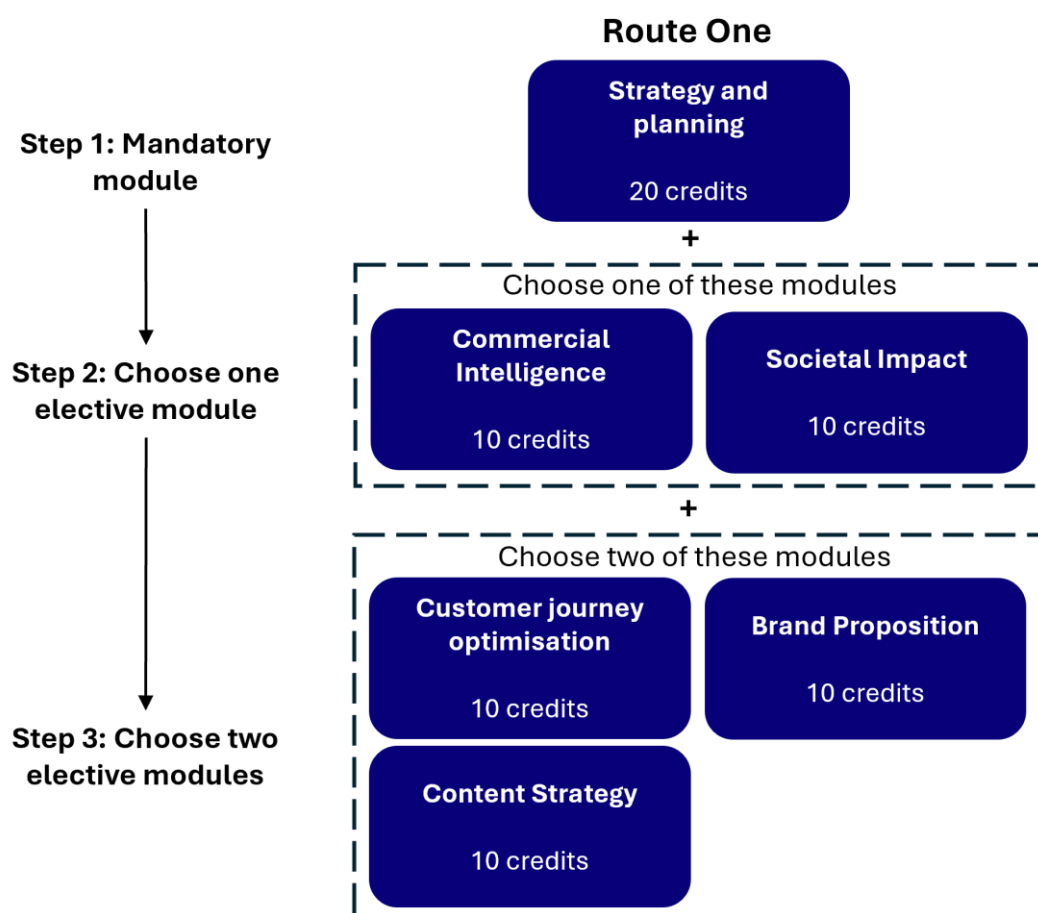 Route One
Strategy and
planning
20 credits
Step 1: Mandatory
module
+
Choose one of these modules
Commercial
Intelligence
10 credits
Societal Impact
10 credits
Step 2: Choose one
elective module
+
Choose two of these modules
Customer journey
optimisation
10 credits
Brand Proposition
10 credits
Step 3: Choose two
elective modules
Content Strategy
10 credits